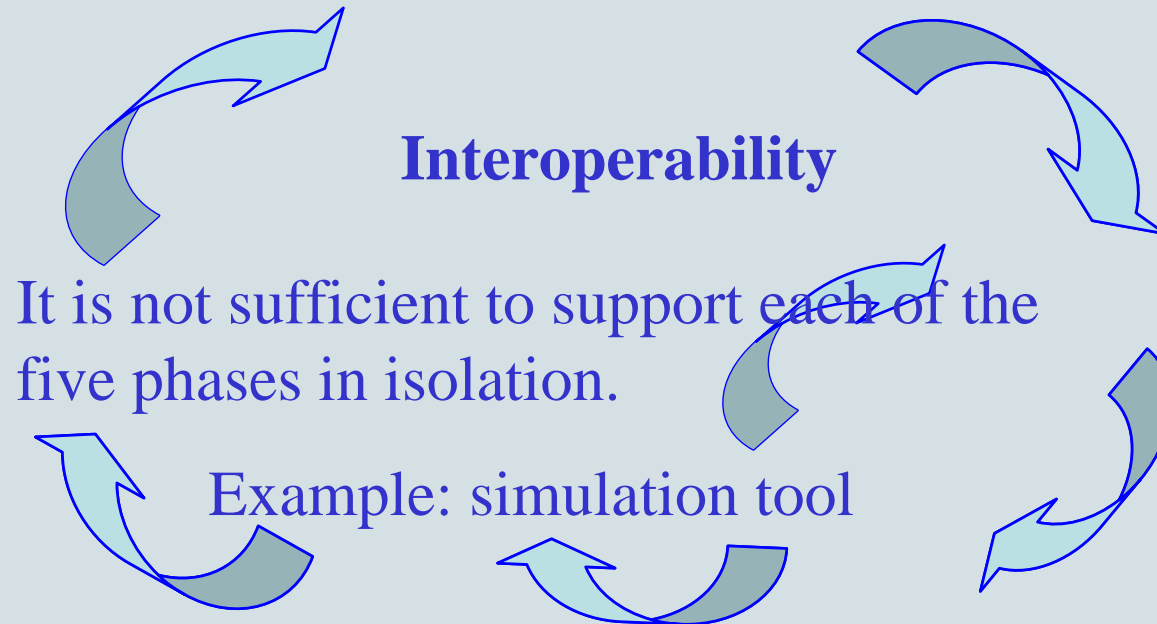 Interoperability
It is not sufficient to support each of the
five phases in isolation.
Example: simulation tool